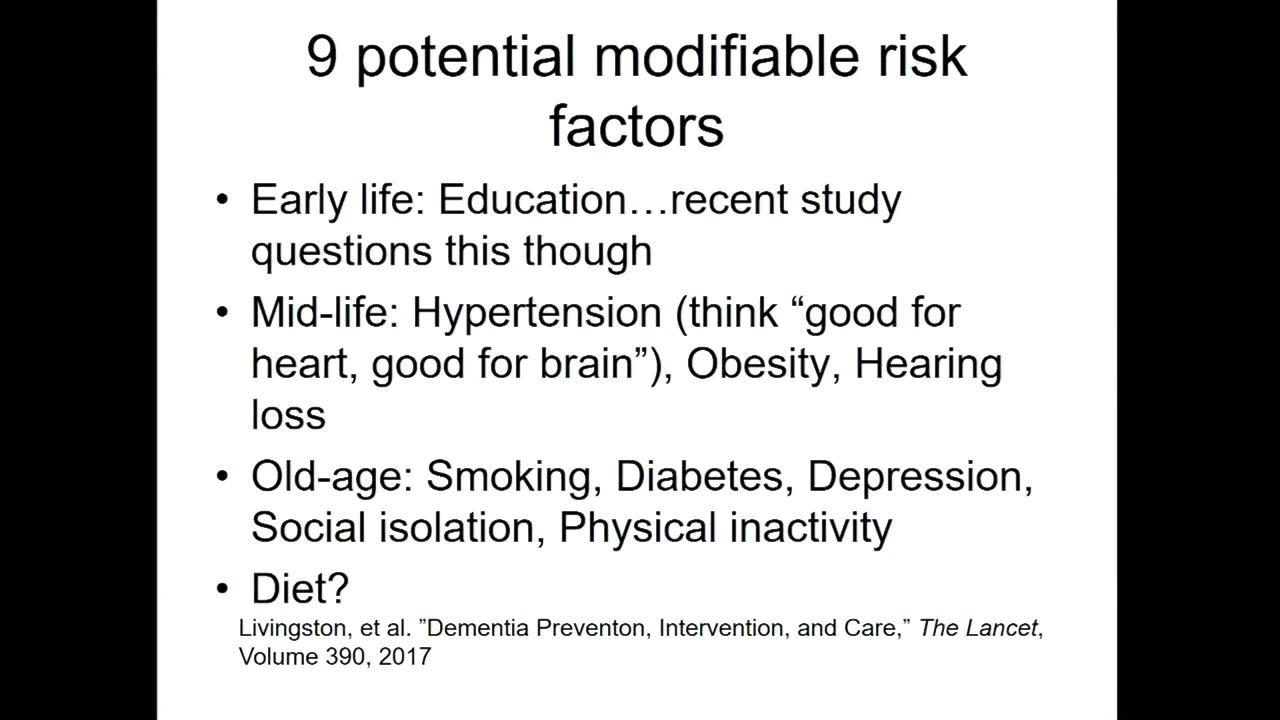 9 potential modifiable risk
factors
• Early life: Education…recent study
questions this though
• Mid-life: Hypertension (think “good for
heart, good for brain”), Obesity, Hearing
loss
• Old-age: Smoking, Diabetes, Depression,
Social isolation, Physical inactivity
• Diet?
Livingston, et al. ”Dementia Preventon, Intervention, and Care,” The Lancet,
Volume 390, 2017